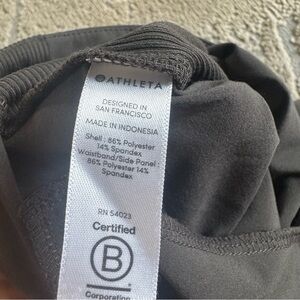 ATHLETA
DESIGNED IN
SAN FRANCISCO
MADE IN INDONESIA
Shell : 86% Polyester
14% Spandex
Waistband/Side Panel :
86% Polyester 14%
Spandex
RN 54023
Certified
B
Corporation